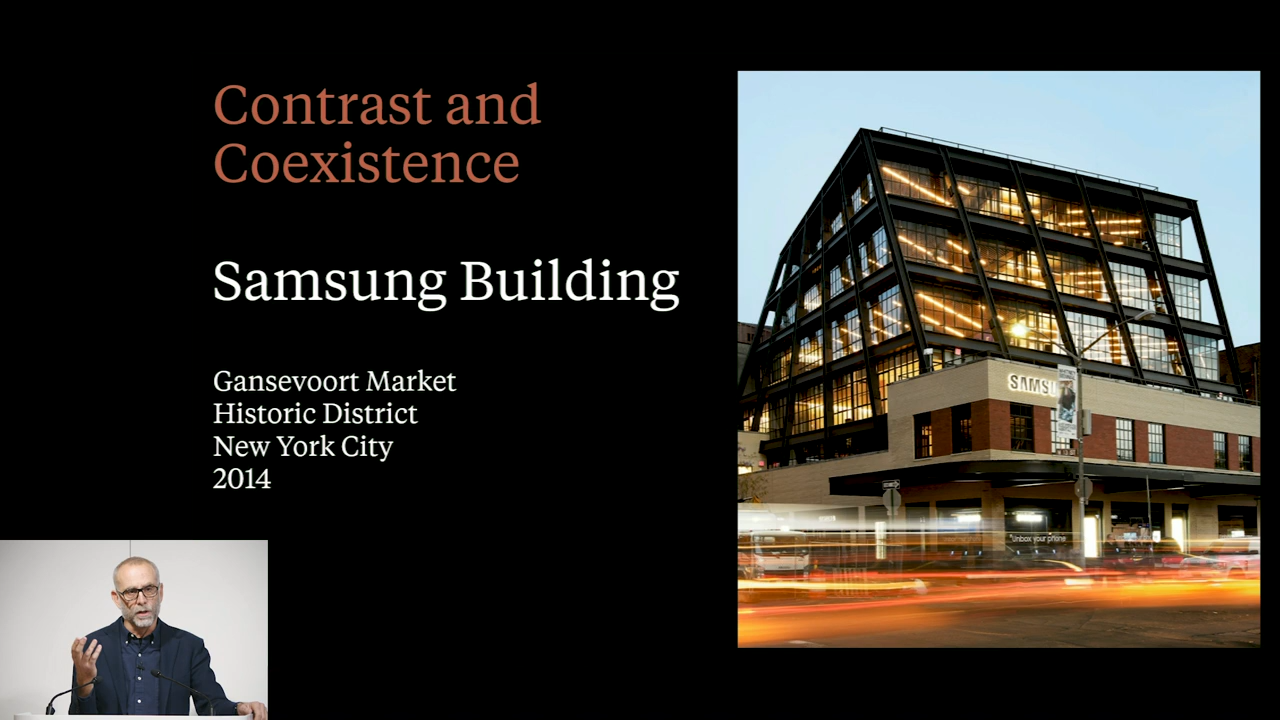 Contrast and
Coexistence
Samsung Building
Gansevoort Market
Historic District
New York City
2014
SAMSU
"Unbox your phone